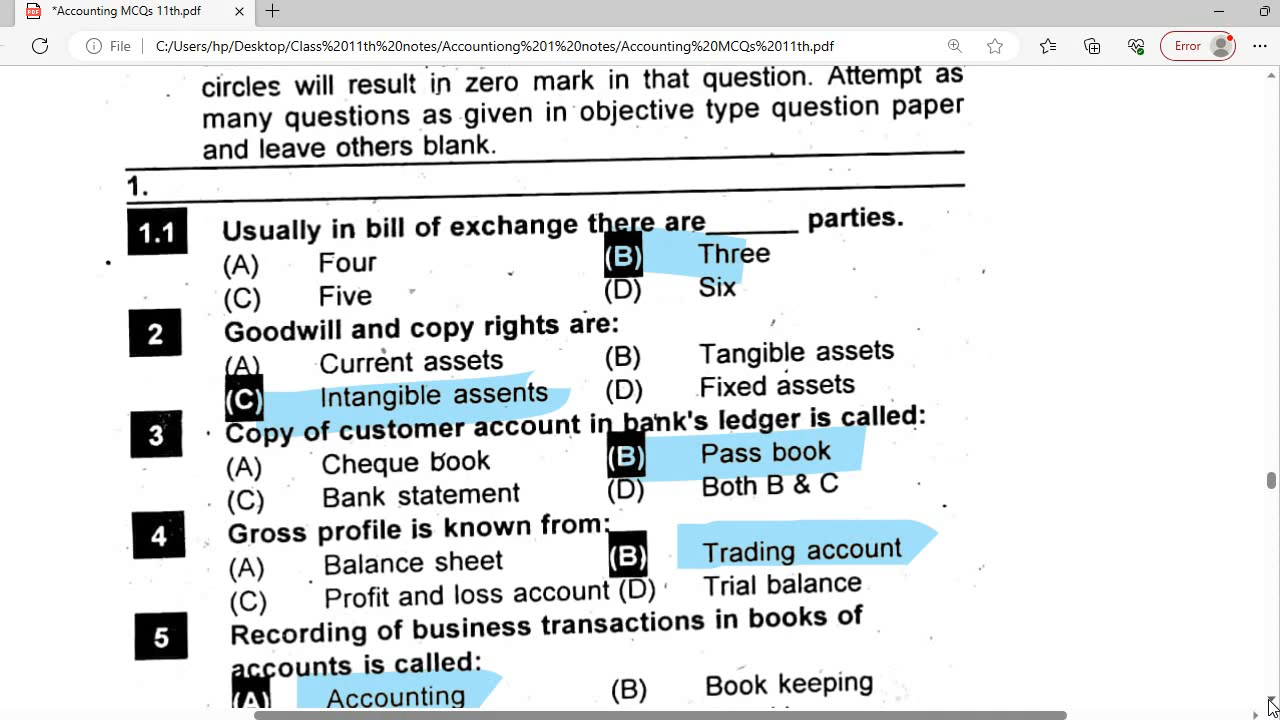 *Accounting MCQs 11th.pdf
File C:/Users/hp/Desktop/Class%2011th%20notes/Accountiong%201%20notes/Accounting%20MCQs%2011th.pdf Error
circles will result in zero mark in that question. Attempt as
many questions as given in objective type question paper
and leave others blank.
1.
1.1 Usually in bill of exchange there are______ parties.
(A) Four (B) Three
(C) Five (D) Six
2 Goodwill and copy rights are:
(A) Current assets (B) Tangible assets
(C) Intangible assents (D) Fixed assets
3 Copy of customer account in bank's ledger is called:
(A) Cheque book (B) Pass book
(C) Bank statement (D) Both B & C
4 Gross profile is known from:
(A) Balance sheet (B) Trading account
(C) Profit and loss account (D) Trial balance
5 Recording of business transactions in books of
accounts is called:
(A) Accounting (B) Book keeping